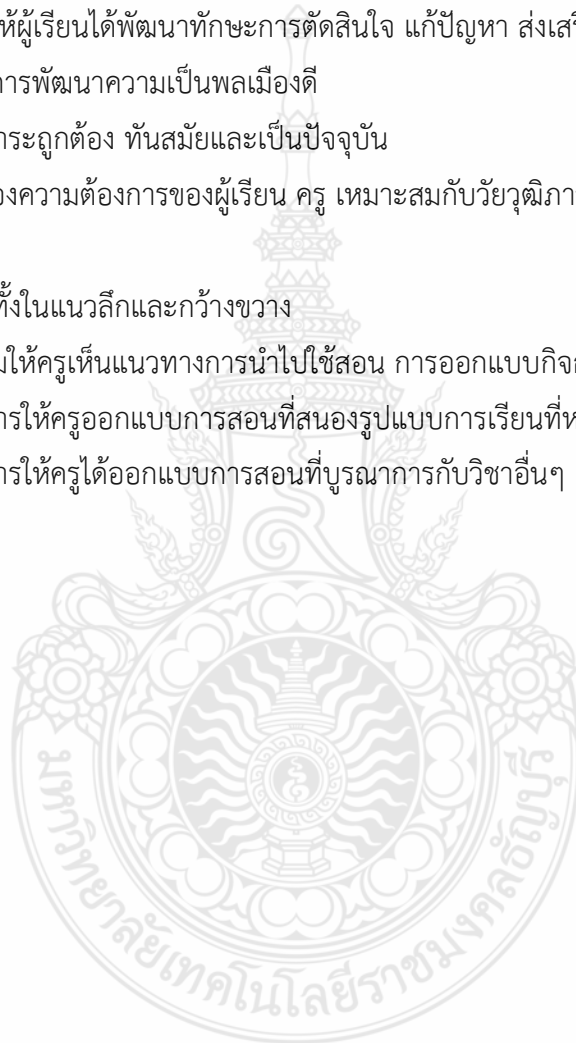 ให้ผู้เรียนได้พัฒนาทักษะการตัดสินใจ แก้ปัญหา ส่งเสริ
การพัฒนาความเป็นพลเมืองดี
าระถูกต้อง ทันสมัยและเป็นปัจจุบัน
องความต้องการของผู้เรียน ครู เหมาะสมกับวัยวุฒิภา
ทั้งในแนวลึกและกว้างขวาง
มให้ครูเห็นแนวทางการนำไปใช้สอน การออกแบบกิจก
ารให้ครูออกแบบการสอนที่สนองรูปแบบการเรียนที่ห
ารให้ครูได้ออกแบบการสอนที่บูรณาการกับวิชาอื่นๆ
มหาวิทยาลัยเทคโนโลยีราชมงคลธัญบุรี